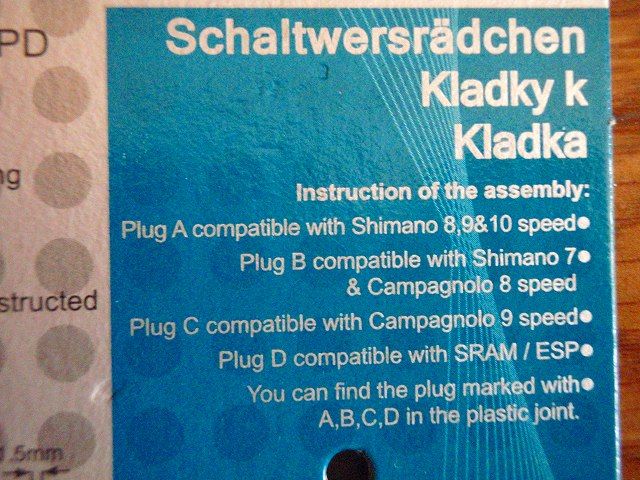 PD
ng
structed
1.5mm
Schaltwersrädchen
Kladky k
Kladka
Instruction of the assembly:
Plug A compatible with Shimano 8,9&10 speed●
Plug B compatible with Shimano 7●
& Campagnolo 8 speed
Plug C compatible with Campagnolo 9 speed●
Plug D compatible with SRAM / ESP●
You can find the plug marked with●
A,B,C,D in the plastic joint.